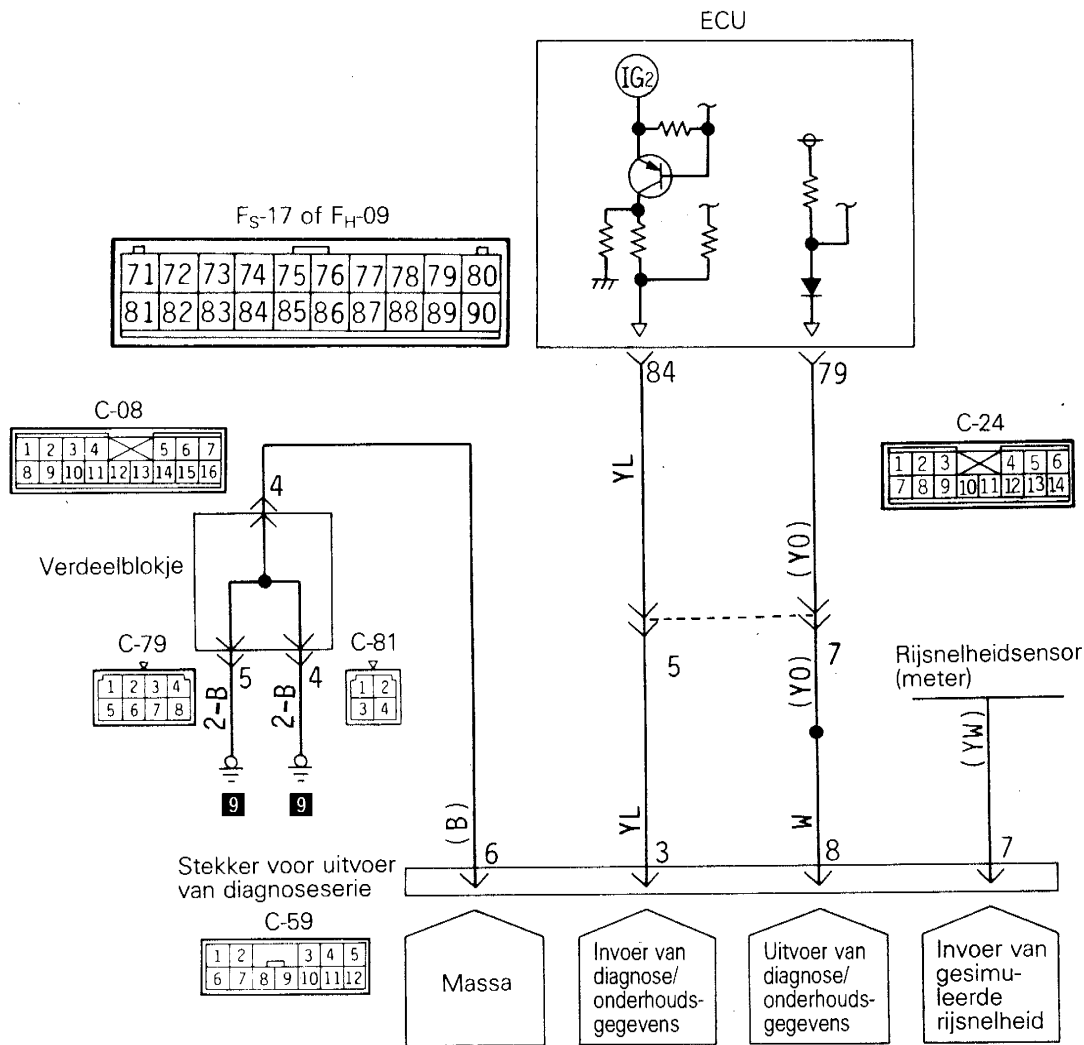 ECU
IG2
FS-17 of FH-09
71 72 73 74 75 76 77 78 79 80
81 82 83 84 85 86 87 88 89 90
84
79
C-08
1 2 3 4 5 6 7
8 9 10 11 12 13 14 15 16
C-24
1 2 3 4 5 6
7 8 9 10 11 12 13 14
4
YL
(YO)
Verdeelblokje
C-79
1 2 3 4
5 6 7 8
5
4
C-81
1 2
3 4
2-B
2-B
9
9
5
7
(YO)
Rijsnelheidsensor
(meter)
(YW)
(B)
YL
W
6
3
8
7
Stekker voor uitvoer
van diagnoseserie
C-59
1 2 3 4 5
6 7 8 9 10 11 12
Massa
Invoer van
diagnose/
onderhouds-
gegevens
Uitvoer van
diagnose/
onderhouds-
gegevens
Invoer van
gesimu-
leerde
rijsnelheid